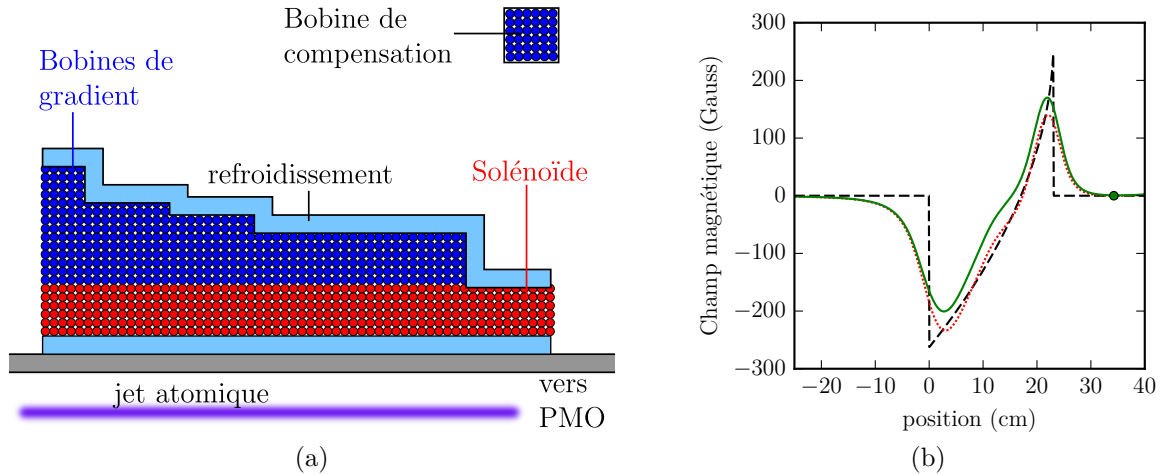 Bobine de
compensation
Bobines de
gradient
refroidissement
Solénoïde
jet atomique
vers
PMO
(a)
Champ magnétique (Gauss)
300
200
100
0
−100
−200
−300
−20
−10
0
10
20
30
40
position (cm)
(b)